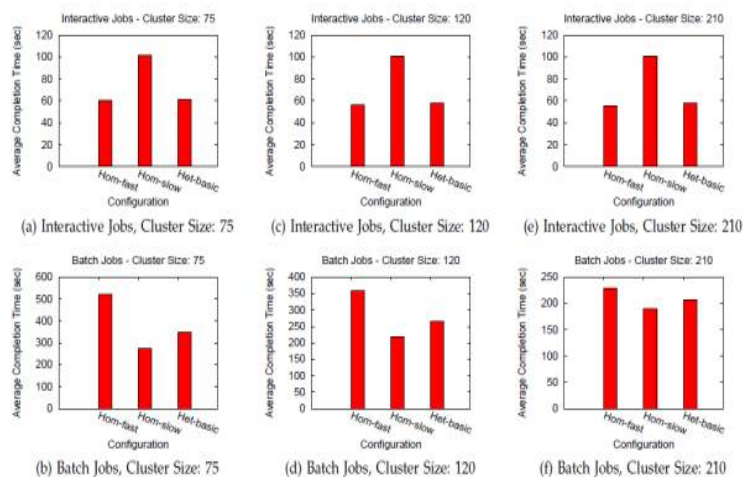 Interactive Jobs - Cluster Size: 75
Average Completion Time (sec)
120
100
80
60
40
20
0
Hom-fast
Hom-slow
Het-basic
Configuration
(a) Interactive Jobs, Cluster Size: 75
Interactive Jobs - Cluster Size: 120
Average Completion Time (sec)
120
100
80
60
40
20
0
Hom-fast
Hom-slow
Het-basic
Configuration
(c) Interactive Jobs, Cluster Size: 120
Interactive Jobs - Cluster Size: 210
Average Completion Time (sec)
120
100
80
60
40
20
0
Hom-fast
Hom-slow
Het-basic
Configuration
(e) Interactive Jobs, Cluster Size: 210
Batch Jobs - Cluster Size: 75
Average Completion Time (sec)
600
500
400
300
200
100
0
Hom-fast
Hom-slow
Het-basic
Configuration
(b) Batch Jobs, Cluster Size: 75
Batch Jobs - Cluster Size: 120
Average Completion Time (sec)
400
350
300
250
200
150
100
50
0
Hom-fast
Hom-slow
Het-basic
Configuration
(d) Batch Jobs, Cluster Size: 120
Batch Jobs - Cluster Size: 210
Average Completion Time (sec)
250
200
150
100
50
0
Hom-fast
Hom-slow
Het-basic
Configuration
(f) Batch Jobs, Cluster Size: 210